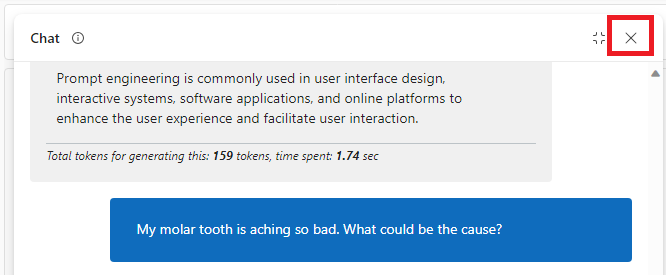 Chat
Prompt engineering is commonly used in user interface design,
interactive systems, software applications, and online platforms to
enhance the user experience and facilitate user interaction.
Total tokens for generating this: 159 tokens, time spent: 1.74 sec
My molar tooth is aching so bad. What could be the cause?